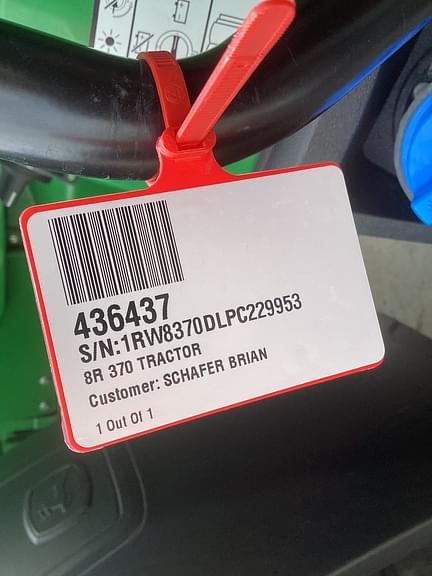 436437
S/N:1RW8370DLPC229953
8R 370 TRACTOR
Customer: SCHAFER BRIAN
1 Out Of 1